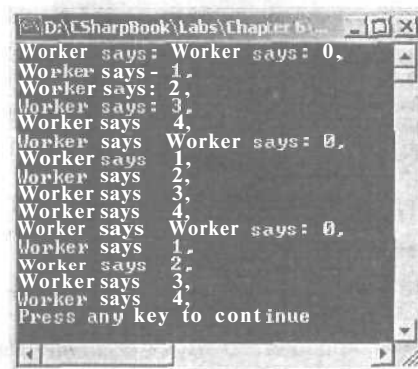 D:\CSharpBook\Labs\Chapter 6\...
Worker says: Worker says: 0,
Worker says- 1,
Worker says: 2,
Worker says: 3,
Worker says 4,
Worker says Worker says: 0,
Worker says 1,
Worker says 2,
Worker says 3,
Worker says 4,
Worker says Worker says: 0,
Worker says 1,
Worker says 2,
Worker says 3,
Worker says 4,
Press any key to continue